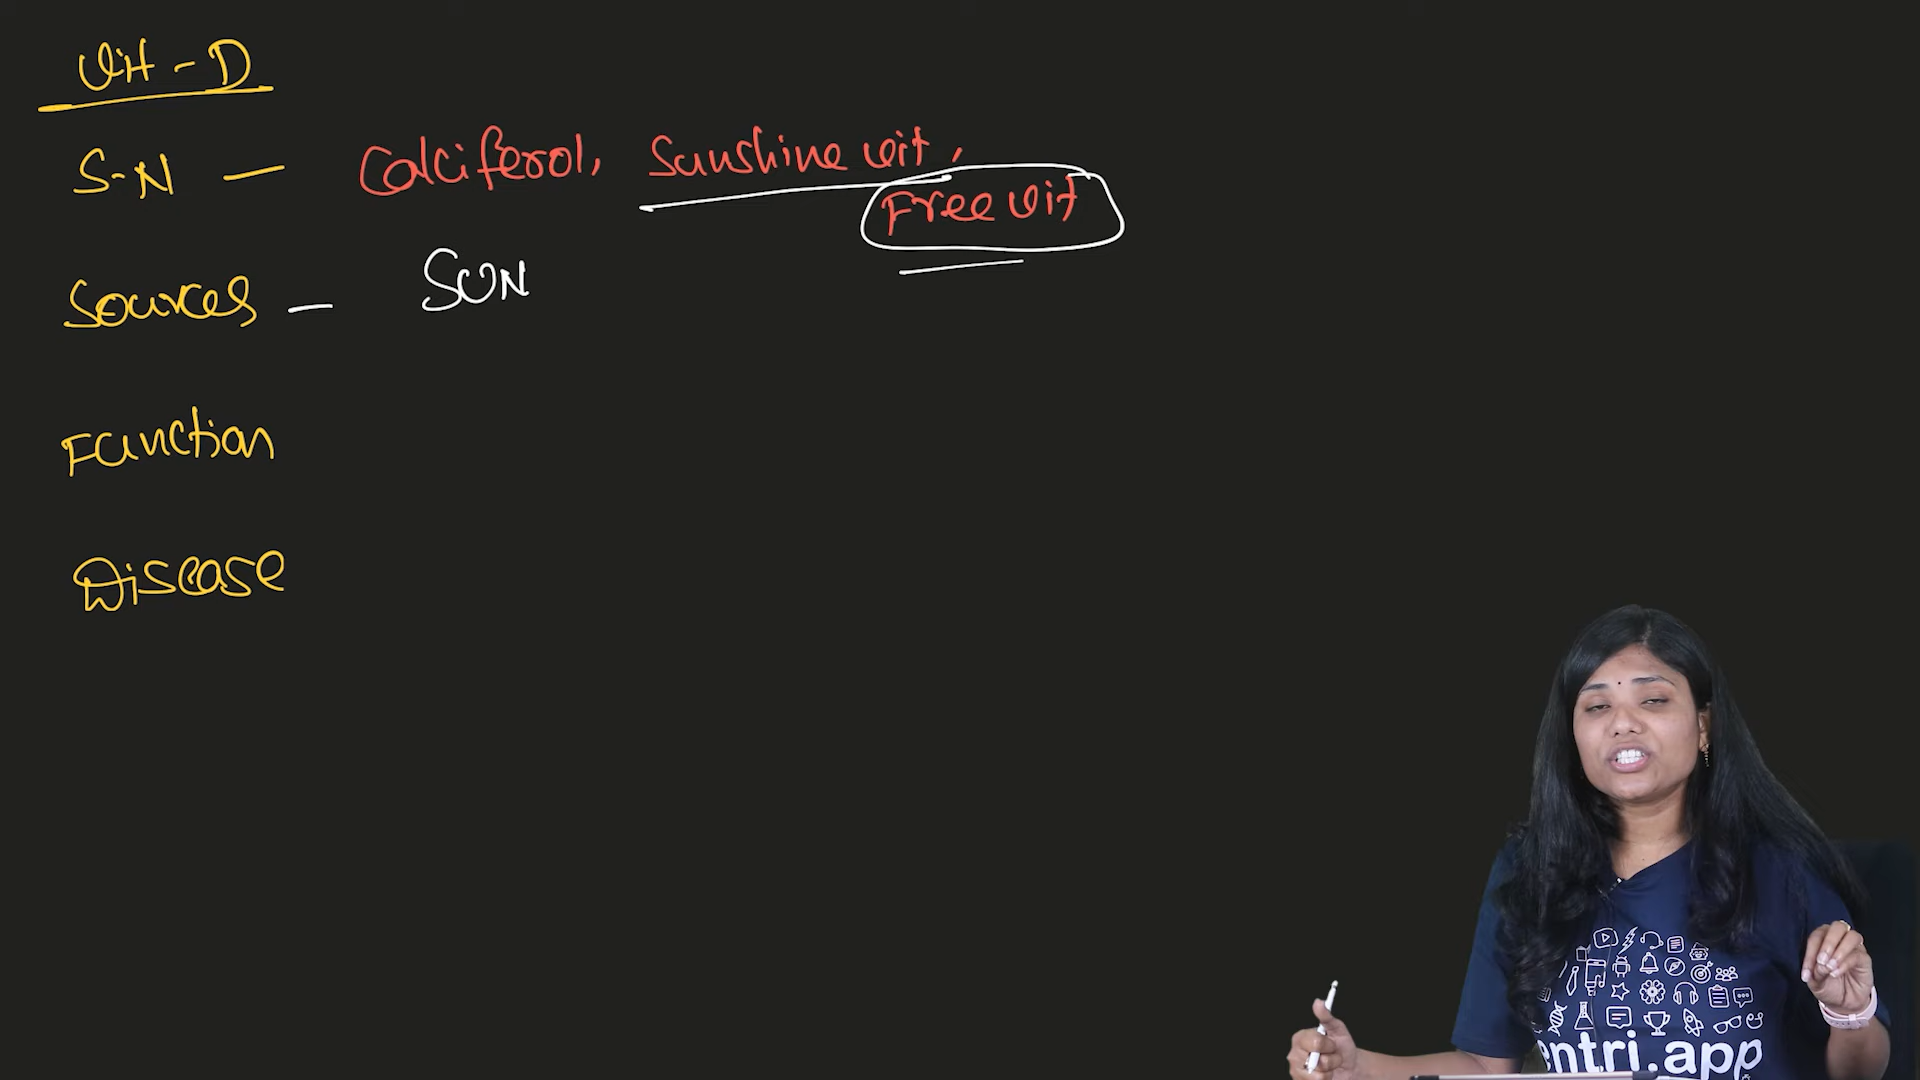 Vit - D
S-N — Calciferol, Sunshine vit,
Free vit
Sources — SUN
Function
Disease
entri.app